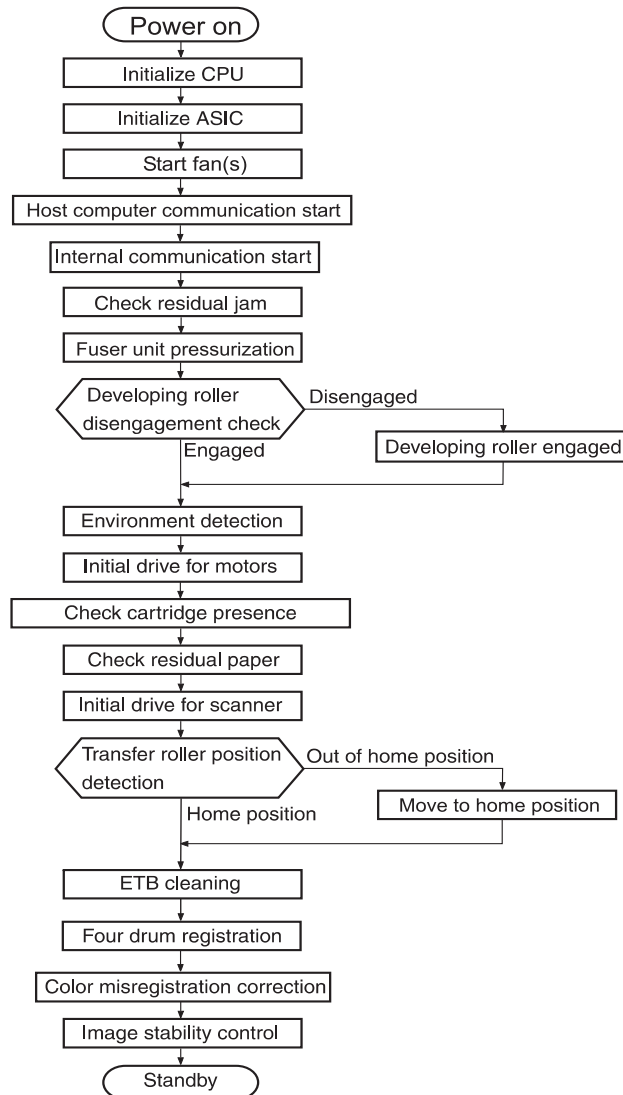 Power on
Initialize CPU
Initialize ASIC
Start fan(s)
Host computer communication start
Internal communication start
Check residual jam
Fuser unit pressurization
Developing roller
disengagement check
Disengaged
Engaged
Developing roller engaged
Environment detection
Initial drive for motors
Check cartridge presence
Check residual paper
Initial drive for scanner
Transfer roller position
detection
Out of home position
Home position
Move to home position
ETB cleaning
Four drum registration
Color misregistration correction
Image stability control
Standby